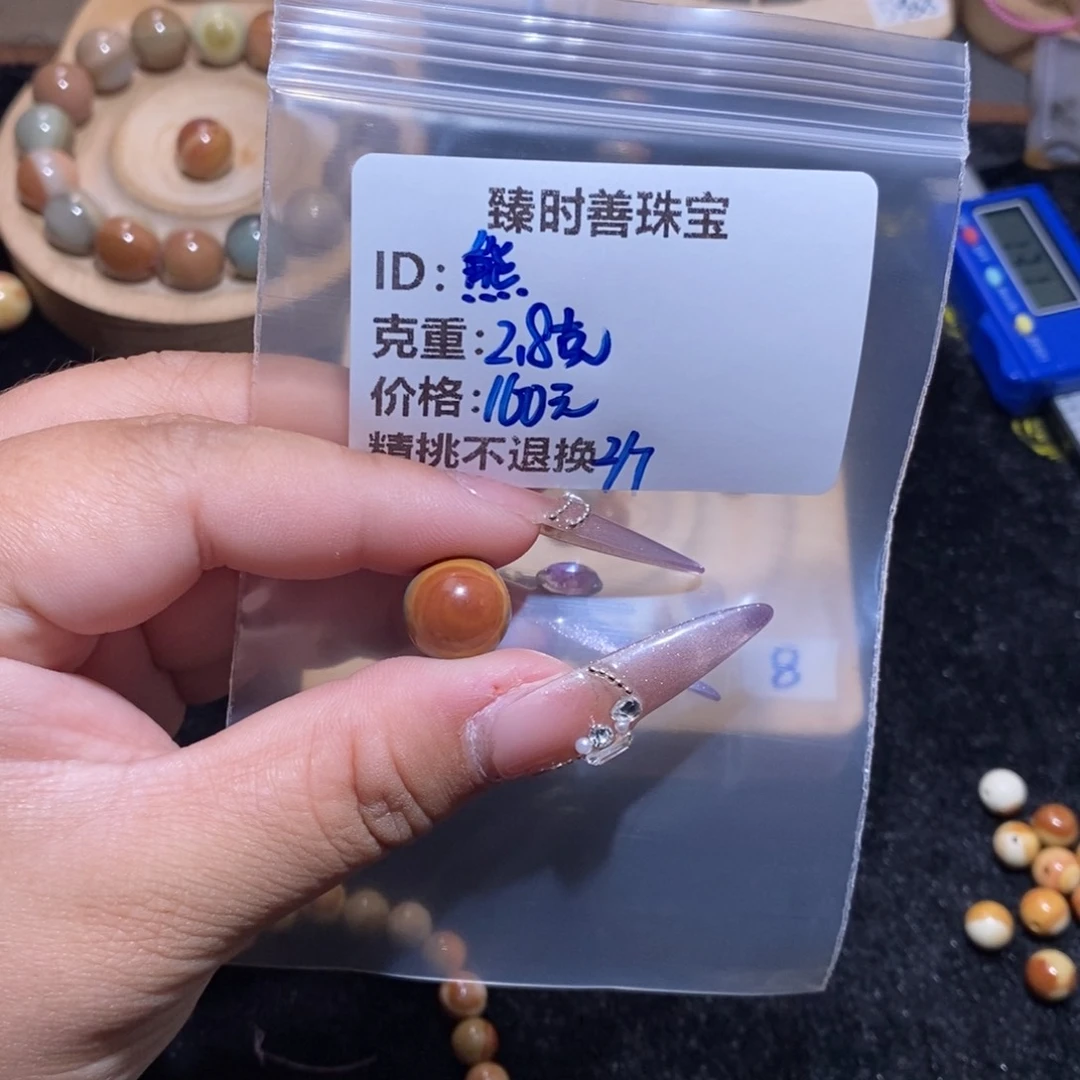 臻时善珠宝
ID:熊
克重:2.8克
价格:160元
精挑不退换2/7
8